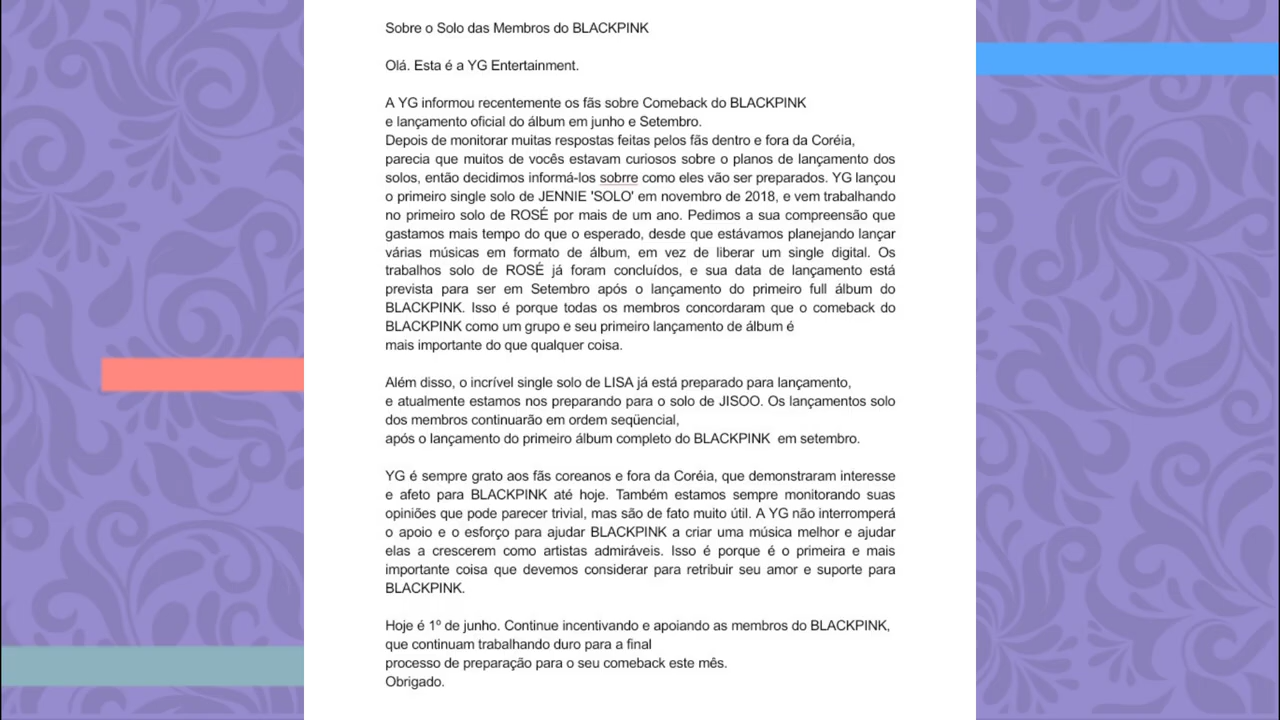 Sobre o Solo das Membros do BLACKPINK
Olá. Esta é a YG Entertainment.
A YG informou recentemente os fãs sobre Comeback do BLACKPINK
e lançamento oficial do álbum em junho e Setembro.
Depois de monitorar muitas respostas feitas pelos fãs dentro e fora da Coréia,
parecia que muitos de vocês estavam curiosos sobre o planos de lançamento dos
solos, então decidimos informá-los sobrre como eles vão ser preparados. YG lançou
o primeiro single solo de JENNIE 'SOLO' em novembro de 2018, e vem trabalhando
no primeiro solo de ROSÉ por mais de um ano. Pedimos a sua compreensão que
gastamos mais tempo do que o esperado, desde que estávamos planejando lançar
várias músicas em formato de álbum, em vez de liberar um single digital. Os
trabalhos solo de ROSÉ já foram concluídos, e sua data de lançamento está
prevista para ser em Setembro após o lançamento do primeiro full álbum do
BLACKPINK. Isso é porque todas os membros concordaram que o comeback do
BLACKPINK como um grupo e seu primeiro lançamento de álbum é
mais importante do que qualquer coisa.
Além disso, o incrível single solo de LISA já está preparado para lançamento,
e atualmente estamos nos preparando para o solo de JISOO. Os lançamentos solo
dos membros continuarão em ordem seqüencial,
após o lançamento do primeiro álbum completo do BLACKPINK em setembro.
YG é sempre grato aos fãs coreanos e fora da Coréia, que demonstraram interesse
e afeto para BLACKPINK até hoje. Também estamos sempre monitorando suas
opiniões que pode parecer trivial, mas são de fato muito útil. A YG não interromperá
o apoio e o esforço para ajudar BLACKPINK a criar uma música melhor e ajudar
elas a crescerem como artistas admiráveis. Isso é porque é o primeira e mais
importante coisa que devemos considerar para retribuir seu amor e suporte para
BLACKPINK.
Hoje é 1º de junho. Continue incentivando e apoiando as membros do BLACKPINK,
que continuam trabalhando duro para a final
processo de preparação para o seu comeback este mês.
Obrigado.